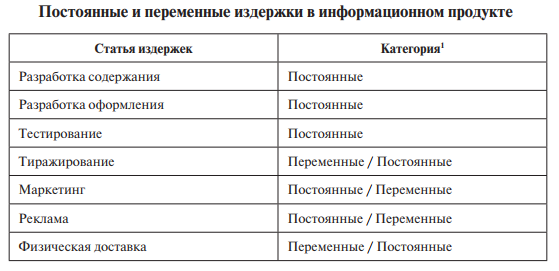 Постоянные и переменные издержки в информационном продукте
Статья издержек Категория¹
Разработка содержания Постоянные
Разработка оформления Постоянные
Тестирование Постоянные
Тиражирование Переменные / Постоянные
Маркетинг Постоянные / Переменные
Реклама Постоянные / Переменные
Физическая доставка Переменные / Постоянные